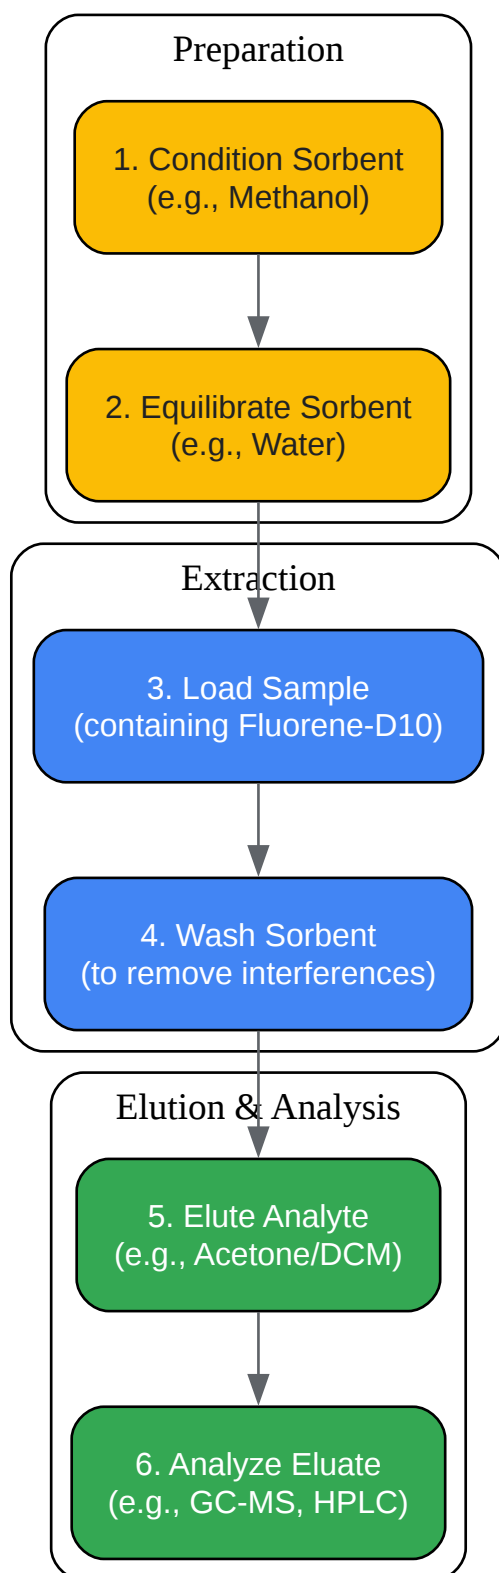 Preparation
1. Condition Sorbent
(e.g., Methanol)
2. Equilibrate Sorbent
(e.g., Water)
Extraction
3. Load Sample
(containing Fluorene-D10)
4. Wash Sorbent
(to remove interferences)
Elution & Analysis
5. Elute Analyte
(e.g., Acetone/DCM)
6. Analyze Eluate
(e.g., GC-MS, HPLC)